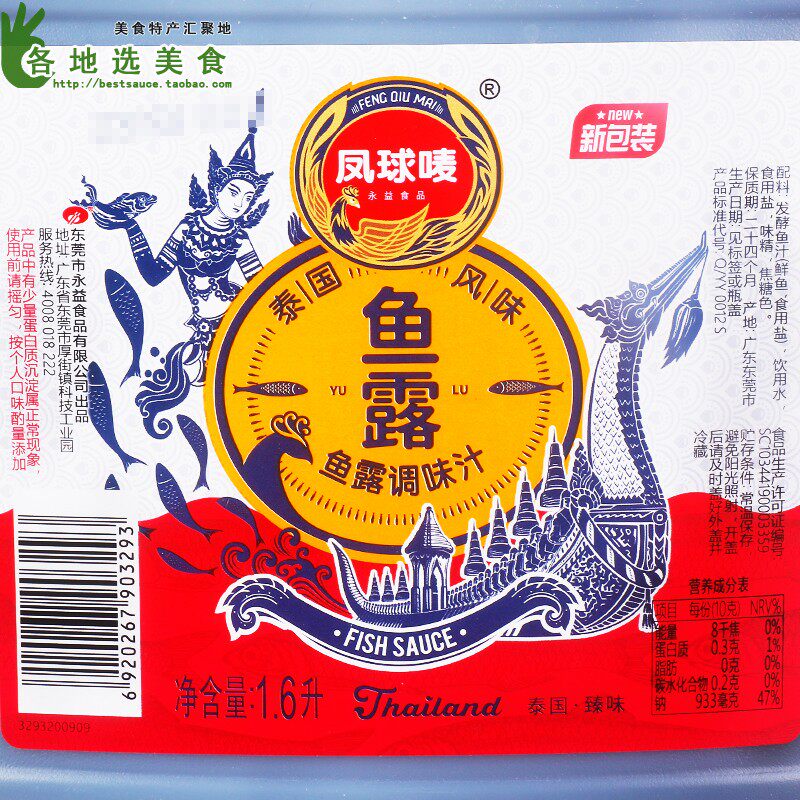 美食特产汇聚地
各地选美食
http://bestsauce.taobao.com
FENG QIU MAI
®
凤球唛
永益食品
new
新包装
泰国风味
鱼露
YU LU
鱼露调味汁
FISH SAUCE
净含量:1.6升
Thailand
泰国·臻味
东莞市永益食品有限公司出品
地址:广东省东莞市厚街镇科技工业园
服务热线:4008 018 222
产品中有少量蛋白质沉淀属正常现象,
使用前请摇匀,按个人口味酌量添加
6920267903293
3293200909
配料:发酵鱼汁(鲜鱼、食用盐),饮用水,
食用盐,味精,焦糖色。
保质期:二十四个月 产地:广东东莞市
生产日期:见标签或瓶盖
产品标准代号:Q/YY 0012 S
食品生产许可证编号
SC10344190003359
贮存条件:常温保存
避免阳光照射,开盖
后请及时盖好外盖并
冷藏
营养成分表
项目 每份(10克) NRV%
能量 8千焦 0%
蛋白质 0.3克 1%
脂肪 0克 0%
碳水化合物 0.2克 0%
钠 933毫克 47%